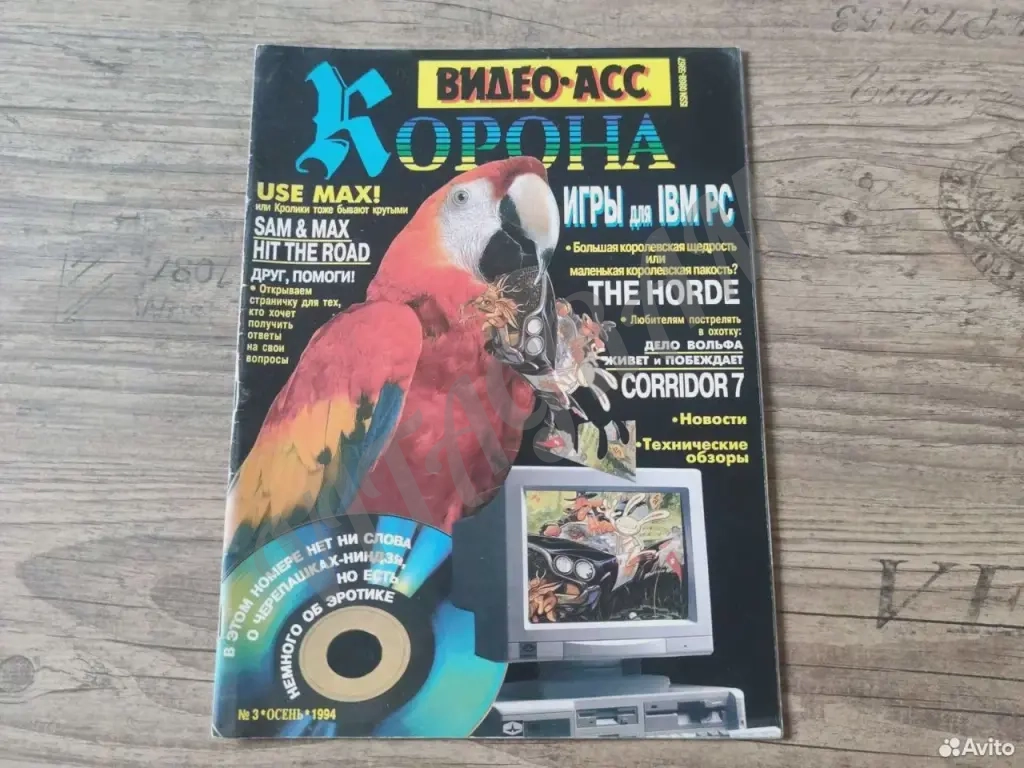 ВИДЕО•АСС
КОРОНА
USE MAX!
или Кролики тоже бывают крутыми
SAM & MAX
HIT THE ROAD
ДРУГ, ПОМОГИ!
• Открываем
страничку для тех,
кто хочет
получить
ответы
на свои
вопросы
ИГРЫ для IBM PC
• Большая королевская щедрость
или
маленькая королевская пакость?
THE HORDE
• Любителям пострелять
в охотку:
ДЕЛО ВОЛЬФА
ЖИВЕТ и ПОБЕЖДАЕТ
CORRIDOR 7
•Новости
•Технические
обзоры
В ЭТОМ НОМЕРЕ НЕТ НИ СЛОВА
О ЧЕРЕПАШКАХ-НИНДЗЯ,
НО ЕСТЬ
НЕМНОГО ОБ ЭРОТИКЕ
№ 3*ОСЕНЬ*1994
Avito